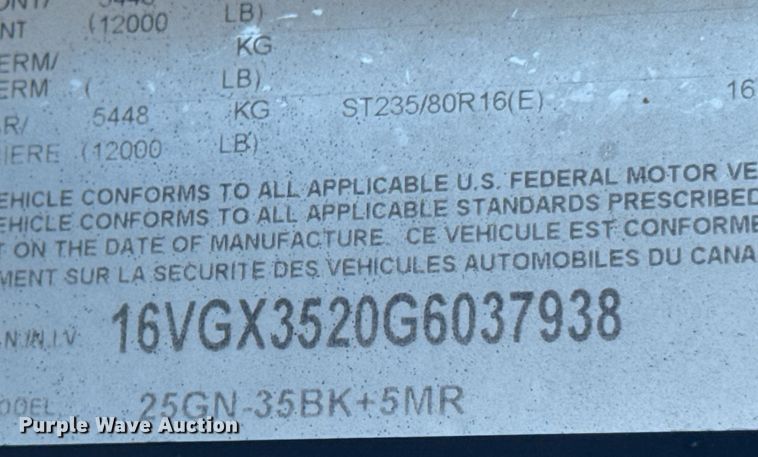 NT (12000 LB)
KG
ERM/
ERM ( LB)
R/ 5448 KG ST235/80R16(E) 16
IERE (12000 LB)
EHICLE CONFORMS TO ALL APPLICABLE U.S. FEDERAL MOTOR VE
EHICLE CONFORMS TO ALL APPLICABLE STANDARDS PRESCRIBED
T ON THE DATE OF MANUFACTURE. CE VEHICULE EST CONFORME
MENT SUR LA SECURITE DES VEHICULES AUTOMOBILES DU CANA
N./N.I.V 16VGX3520G6037938
ODEL 25GN-35BK+5MR
Purple Wave Auction